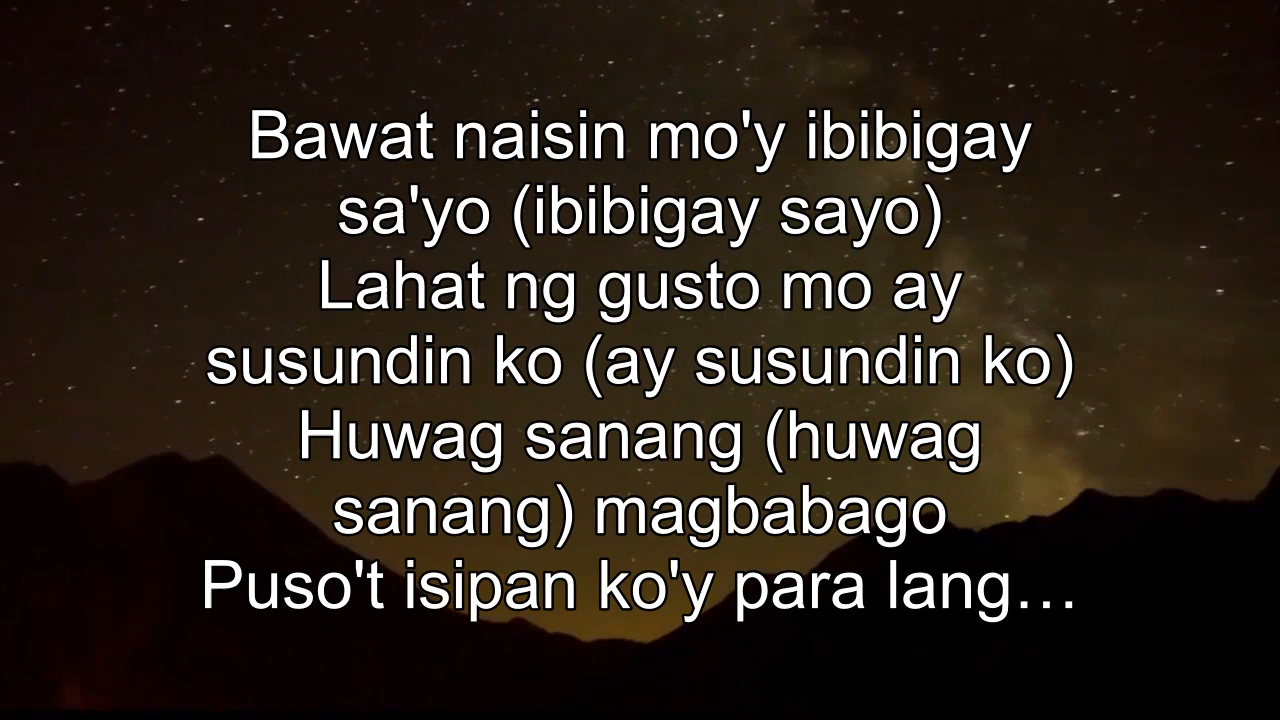 Bawat naisin mo'y ibibigay
sa'yo (ibibigay sayo)
Lahat ng gusto mo ay
susundin ko (ay susundin ko)
Huwag sanang (huwag
sanang) magbabago
Puso't isipan ko'y para lang…